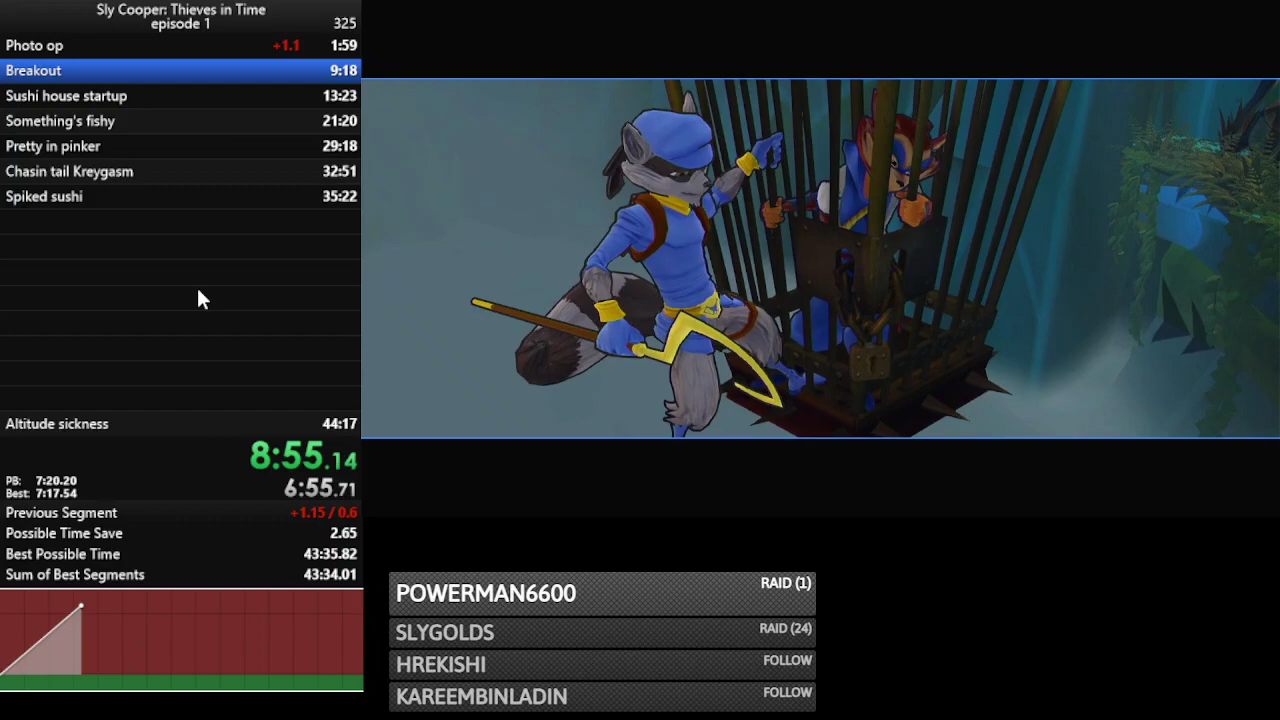 Sly Cooper: Thieves in Time
episode 1
325
Photo op +1.1 1:59
Breakout 9:18
Sushi house startup 13:23
Something's fishy 21:20
Pretty in pinker 29:18
Chasin tail Kreygasm 32:51
Spiked sushi 35:22
Altitude sickness 44:17
8:55.14
PB: 7:20.20
Best: 7:17.54
6:55.71
Previous Segment +1.15 / 0.6
Possible Time Save 2.65
Best Possible Time 43:35.82
Sum of Best Segments 43:34.01
POWERMAN6600 RAID (1)
SLYGOLDS RAID (24)
HREKISHI FOLLOW
KAREEMBINLADIN FOLLOW